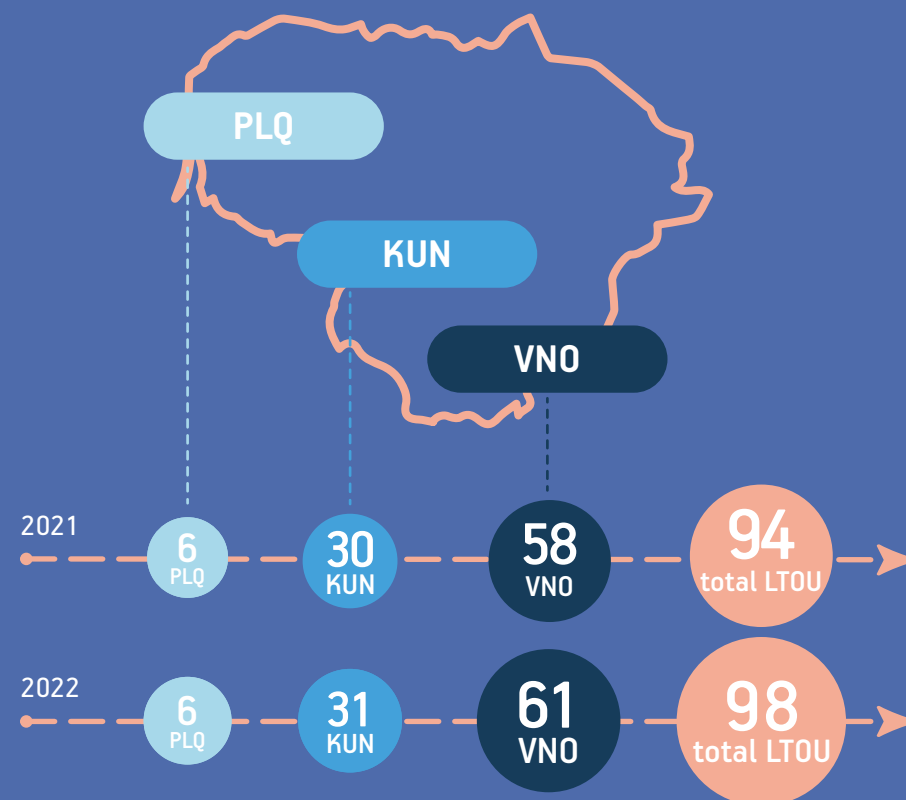 PLQ
KUN
VNO
2021
6
PLQ
30
KUN
58
VNO
94
total LTOU
2022
6
PLQ
31
KUN
61
VNO
98
total LTOU